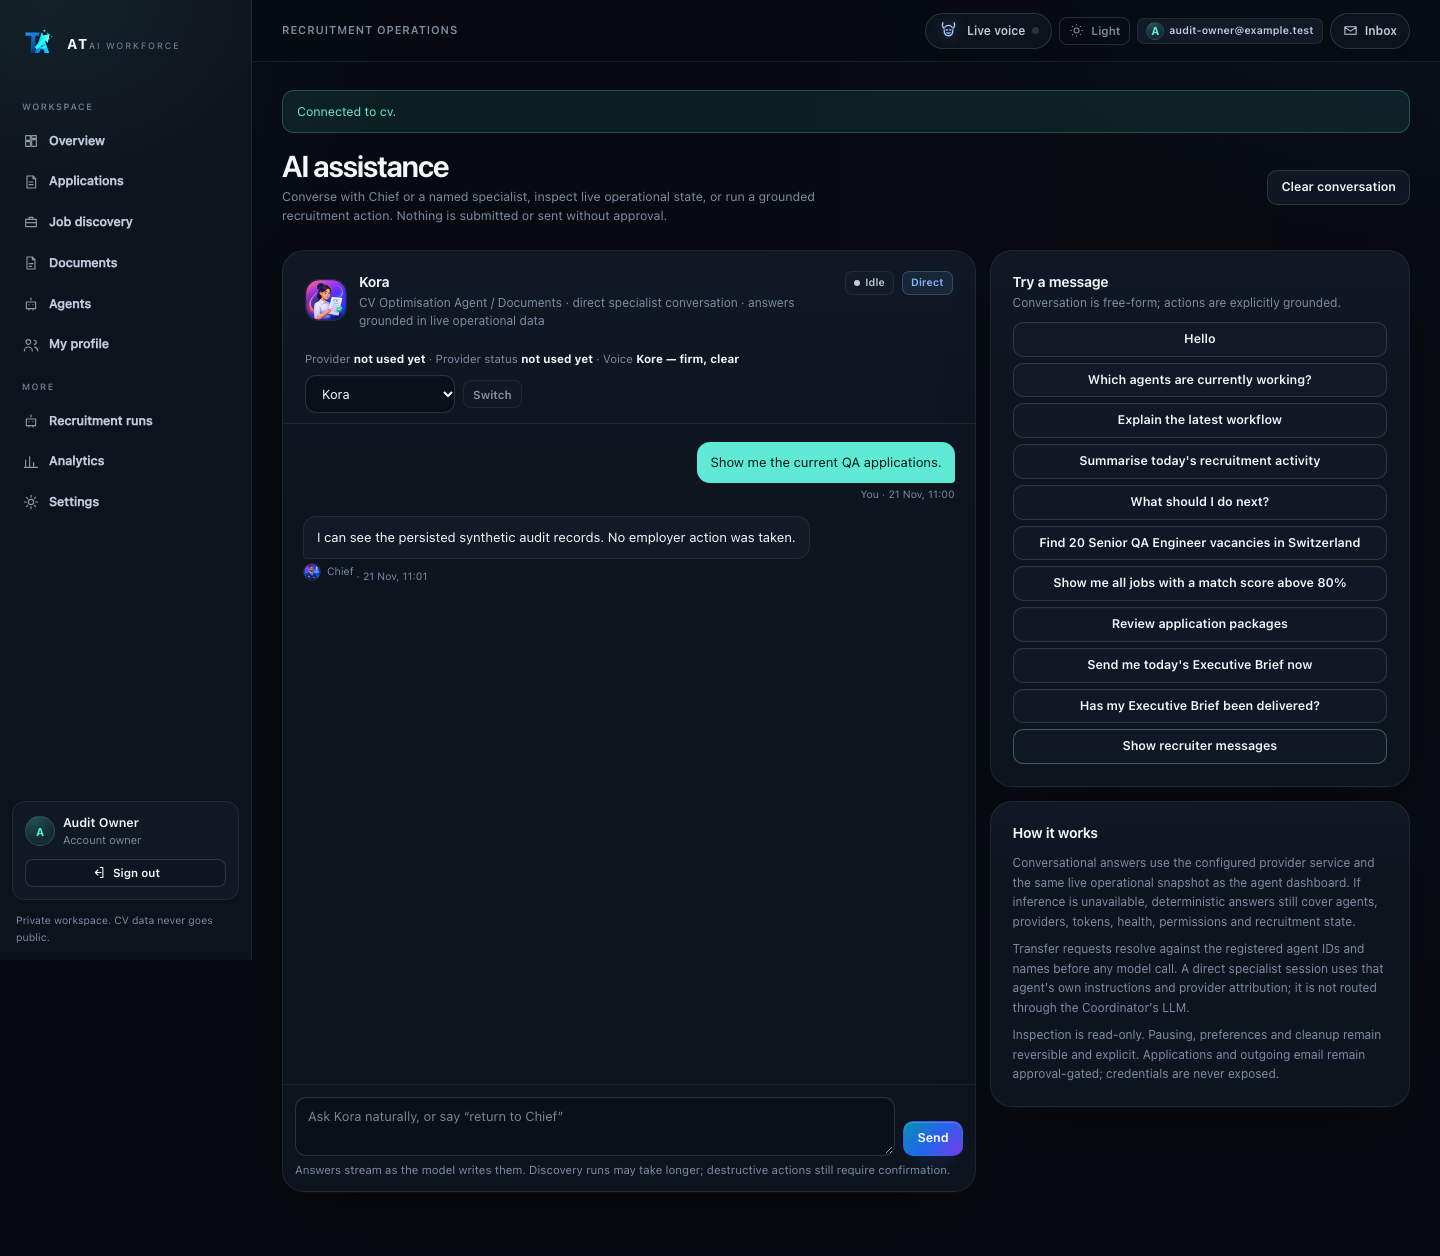 AT AI WORKFORCE
WORKSPACE
Overview
Applications
Job discovery
Documents
Agents
My profile
MORE
Recruitment runs
Analytics
Settings
A
Audit Owner
Account owner
Sign out
Private workspace. CV data never goes
public.
RECRUITMENT OPERATIONS
Live voice
Light
A
audit-owner@example.test
Inbox
Connected to cv.
AI assistance
Converse with Chief or a named specialist, inspect live operational state, or run a grounded
recruitment action. Nothing is submitted or sent without approval.
Clear conversation
Kora
CV Optimisation Agent / Documents · direct specialist conversation · answers
grounded in live operational data
Idle
Direct
Provider not used yet · Provider status not used yet · Voice Kore — firm, clear
Kora
Switch
Show me the current QA applications.
You · 21 Nov, 11:00
I can see the persisted synthetic audit records. No employer action was taken.
Chief · 21 Nov, 11:01
Ask Kora naturally, or say “return to Chief”
Send
Answers stream as the model writes them. Discovery runs may take longer; destructive actions still require confirmation.
Try a message
Conversation is free-form; actions are explicitly grounded.
Hello
Which agents are currently working?
Explain the latest workflow
Summarise today's recruitment activity
What should I do next?
Find 20 Senior QA Engineer vacancies in Switzerland
Show me all jobs with a match score above 80%
Review application packages
Send me today's Executive Brief now
Has my Executive Brief been delivered?
Show recruiter messages
How it works
Conversational answers use the configured provider service and
the same live operational snapshot as the agent dashboard. If
inference is unavailable, deterministic answers still cover agents,
providers, tokens, health, permissions and recruitment state.
Transfer requests resolve against the registered agent IDs and
names before any model call. A direct specialist session uses that
agent's own instructions and provider attribution; it is not routed
through the Coordinator's LLM.
Inspection is read-only. Pausing, preferences and cleanup remain
reversible and explicit. Applications and outgoing email remain
approval-gated; credentials are never exposed.